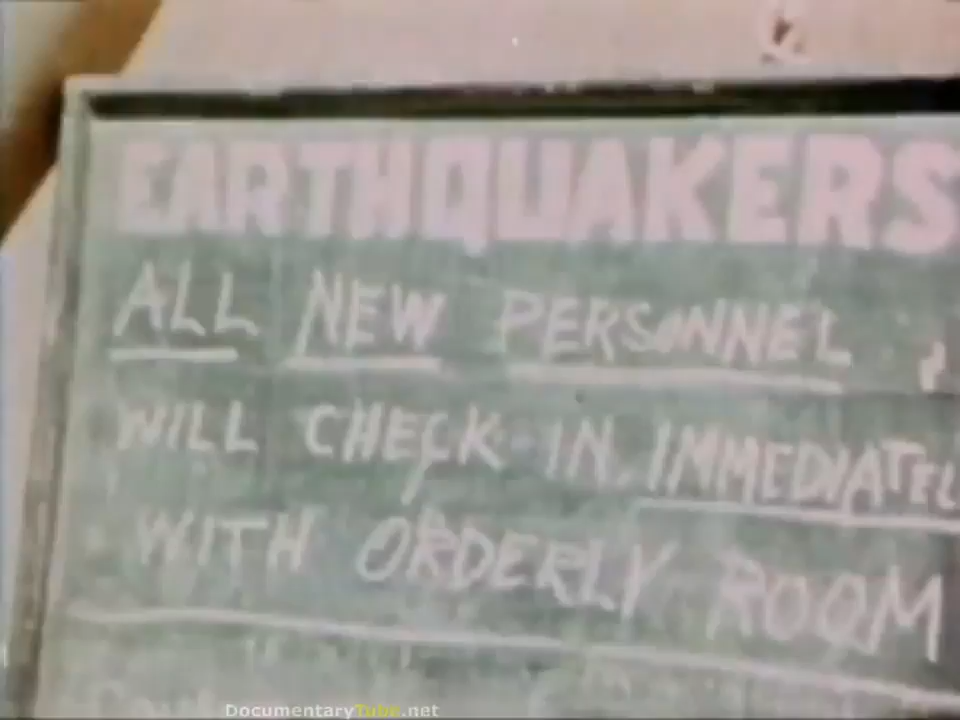 EARTHQUAKERS
ALL NEW PERSONNEL
WILL CHECK IN IMMEDIATEL
WITH ORDERLY ROOM
DocumentaryTube.net